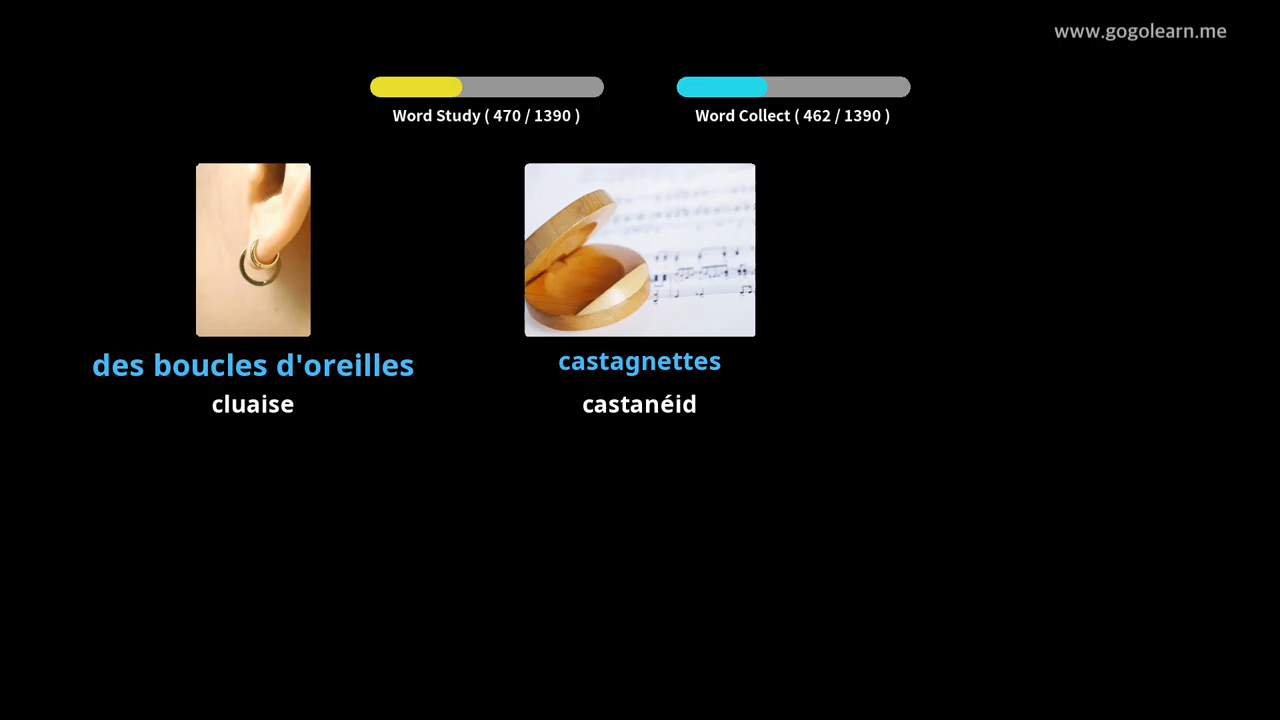 www.gogolearn.me
Word Study ( 470 / 1390 )
Word Collect ( 462 / 1390 )
des boucles d'oreilles
cluaise
castagnettes
castanéid